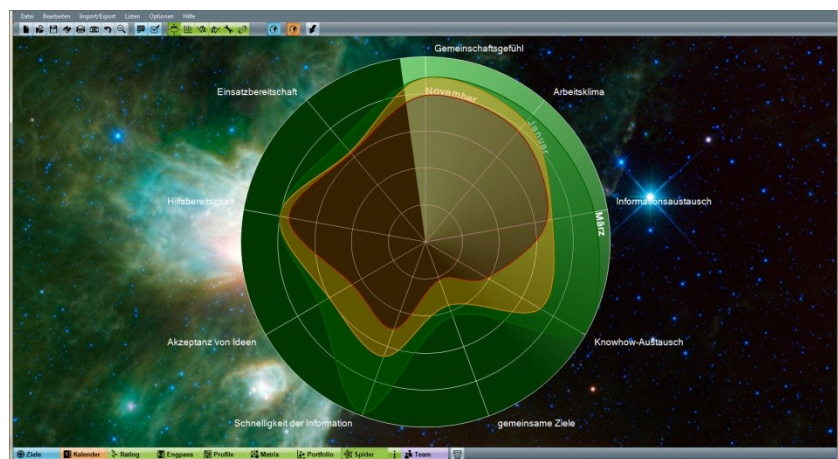 Datei Bearbeiten Import/Export Listen Optionen Hilfe
Gemeinschaftsgefühl
Einsatzbereitschaft
Arbeitsklima
November
Januar
Hilfsbereitschaft
Informationsaustausch
März
Akzeptanz von Ideen
Knowhow-Austausch
Schnelligkeit der Information
gemeinsame Ziele
Ziele Kalender Rating Engpass Profile Matrix Portfolio Spider i Team